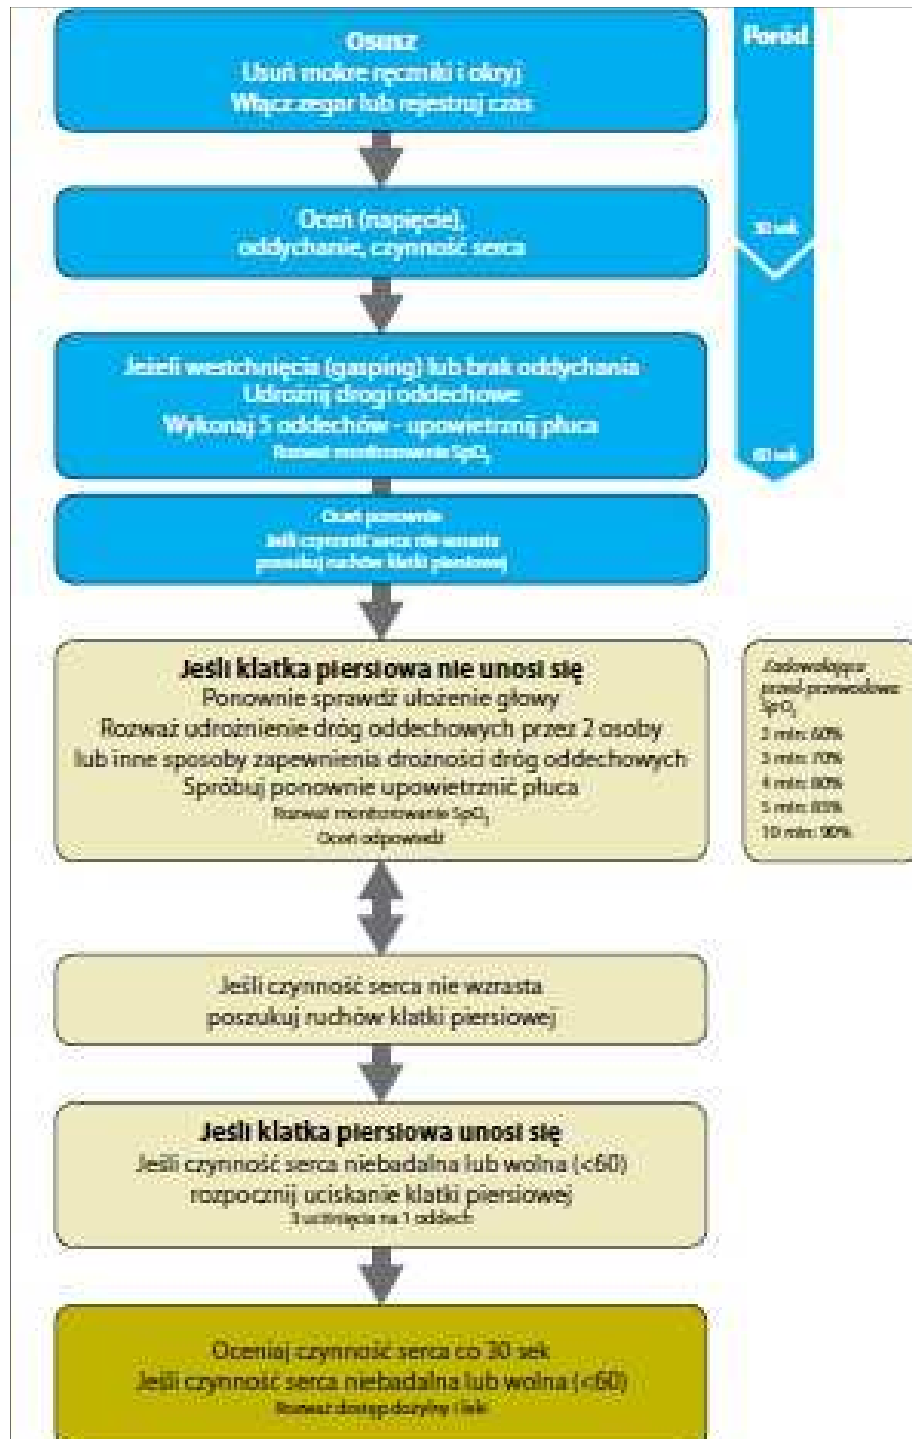 Osusz
Usuń mokre ręczniki i okryj
Włącz zegar lub rejestruj czas
Poród
Oceń (napięcie),
oddychanie, czynność serca
30 sek
Jeżeli westchnięcia (gasping) lub brak oddychania
Udrożnij drogi oddechowe
Wykonaj 5 oddechów - upowietrznij płuca
Rozważ monitorowanie SpO₂
60 sek
Oceń ponownie
Jeśli czynność serca nie wzrasta
poszukuj ruchów klatki piersiowej
Jeśli klatka piersiowa nie unosi się
Ponownie sprawdź ułożenie głowy
Rozważ udrożnienie dróg oddechowych przez 2 osoby
lub inne sposoby zapewnienia drożności dróg oddechowych
Spróbuj ponownie upowietrznić płuca
Rozważ monitorowanie SpO₂
Oceń odpowiedź
Zadowalająca
przed-przewodowa
SpO₂
2 min: 60%
3 min: 70%
4 min: 80%
5 min: 85%
10 min: 90%
Jeśli czynność serca nie wzrasta
poszukuj ruchów klatki piersiowej
Jeśli klatka piersiowa unosi się
Jeśli czynność serca niebadalna lub wolna (<60)
rozpocznij uciskanie klatki piersiowej
3 uciśnięcia na 1 oddech
Oceniaj czynność serca co 30 sek
Jeśli czynność serca niebadalna lub wolna (<60)
Rozważ dostęp dożylny i leki